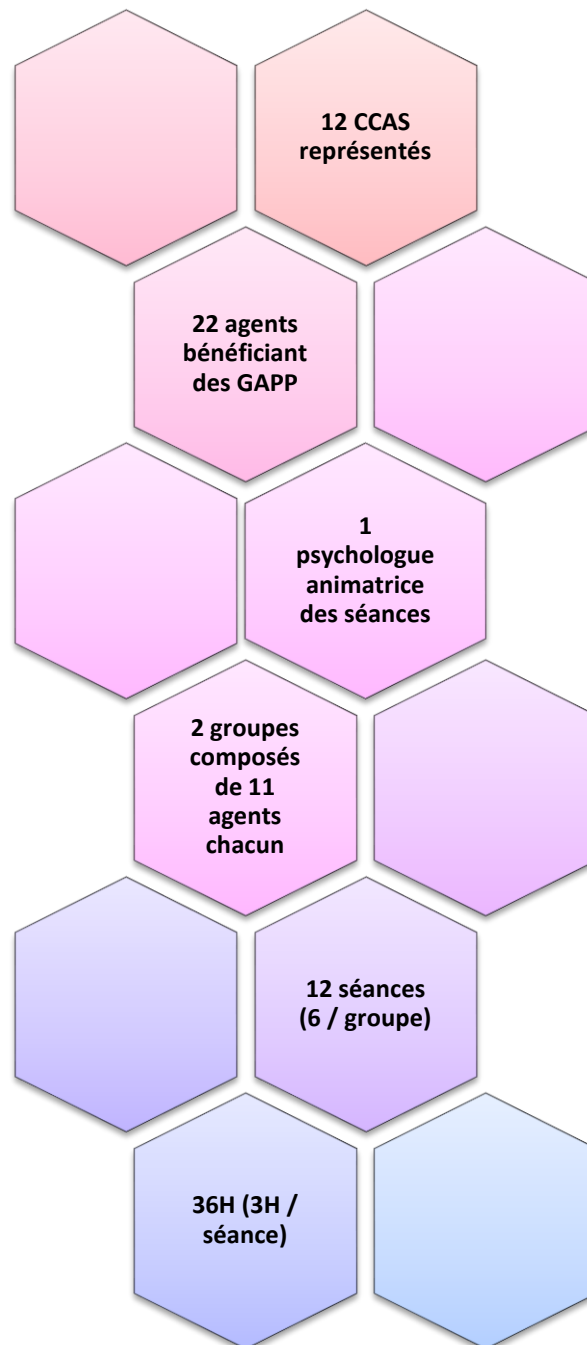 12 CCAS
représentés
22 agents
bénéficiant
des GAPP
1
psychologue
animatrice
des séances
2 groupes
composés
de 11
agents
chacun
12 séances
(6 / groupe)
36H (3H /
séance)